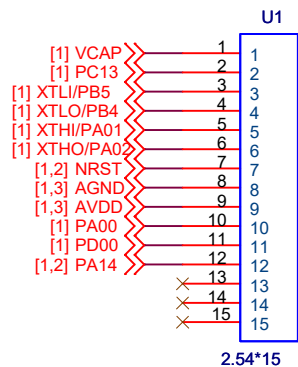 U1
[1] VCAP 1 1
[1] PC13 2 2
[1] XTLI/PB5 3 3
[1] XTLO/PB4 4 4
[1] XTHI/PA01 5 5
[1] XTHO/PA02 6 6
[1,2] NRST 7 7
[1,3] AGND 8 8
[1,3] AVDD 9 9
[1] PA00 10 10
[1] PD00 11 11
[1,2] PA14 12 12
13 13
14 14
15 15
2.54*15